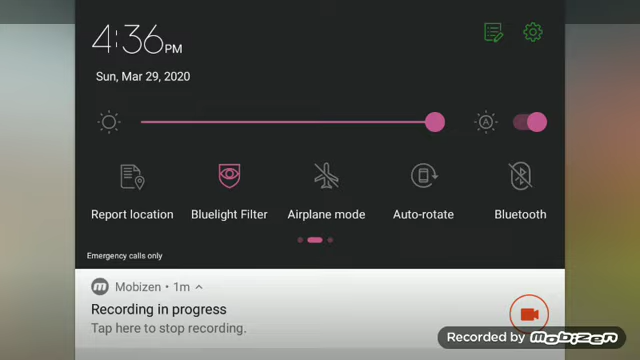 4:36PM
Sun, Mar 29, 2020
A
Report location
Bluelight Filter
Airplane mode
Auto-rotate
Bluetooth
Emergency calls only
m Mobizen • 1m
Recording in progress
Tap here to stop recording.
Recorded by mobizen